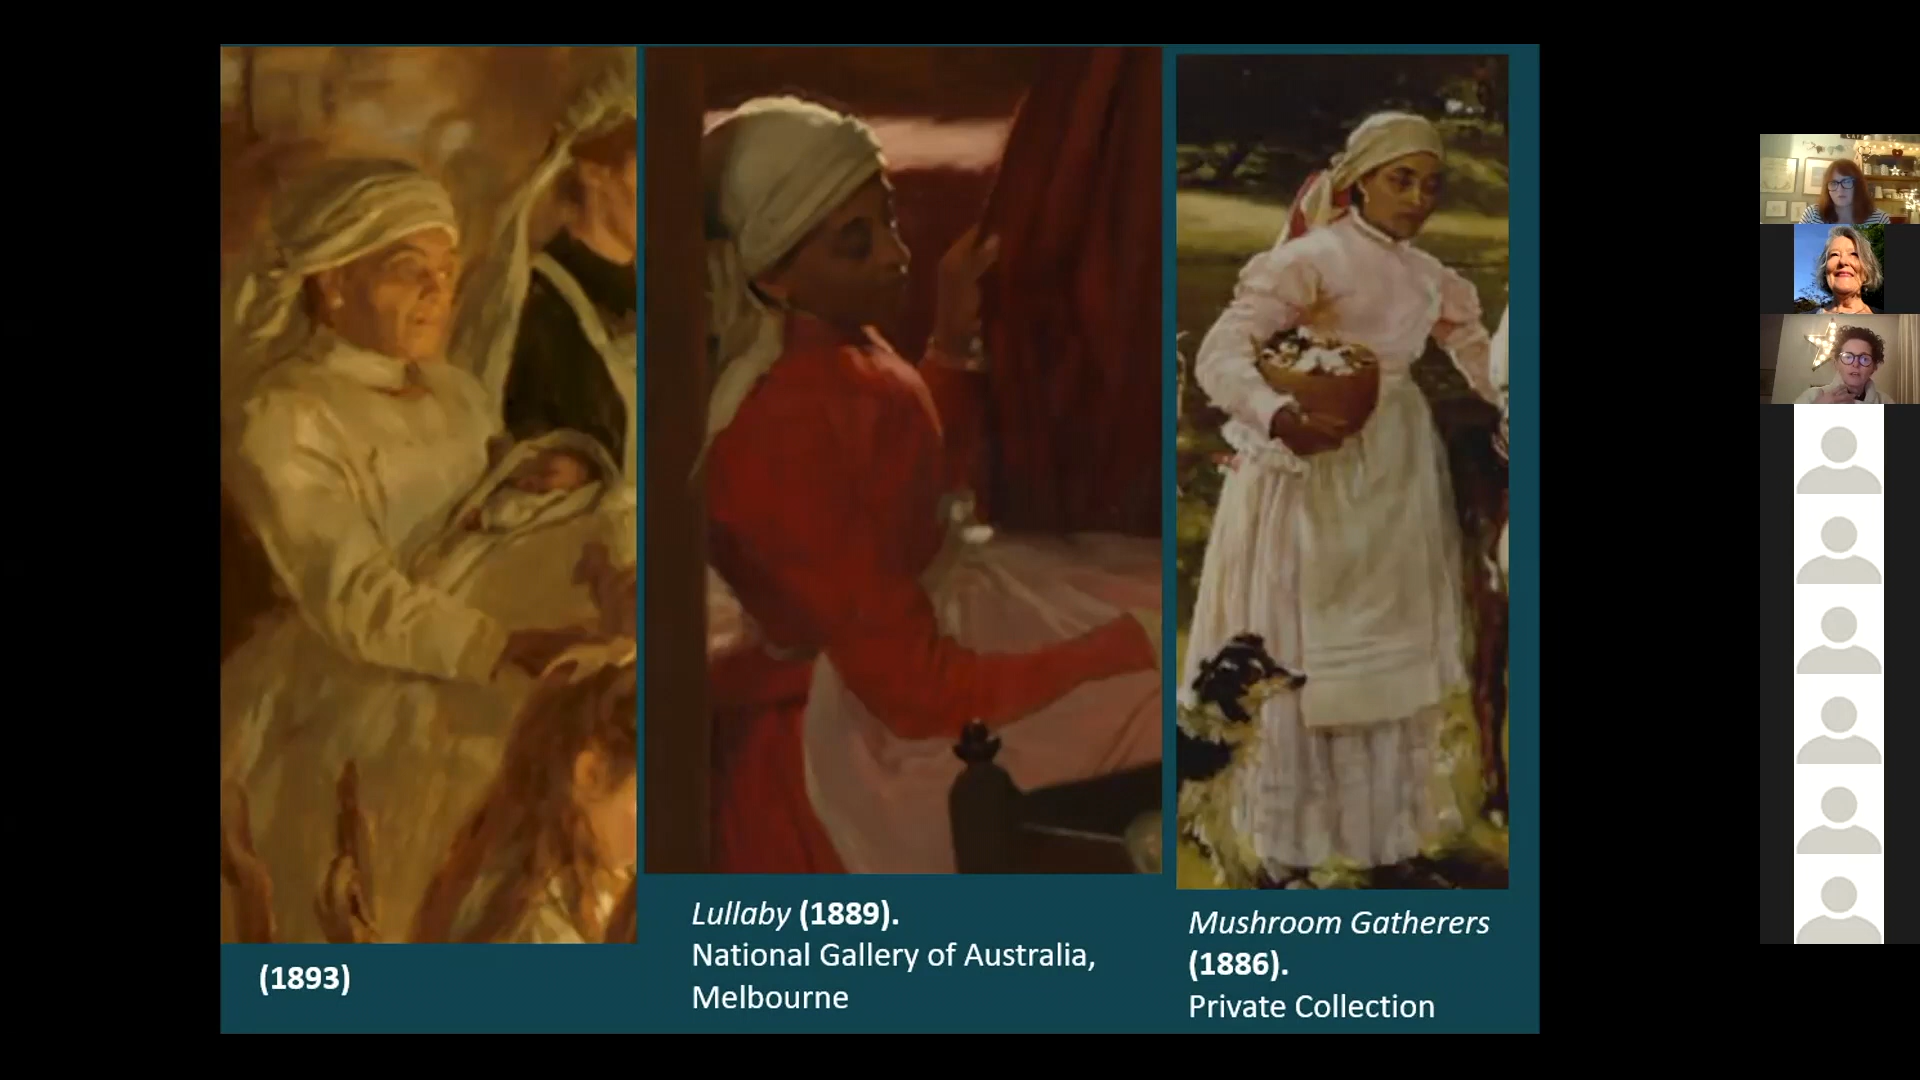 (1893)
Lullaby (1889).
National Gallery of Australia,
Melbourne
Mushroom Gatherers
(1886).
Private Collection